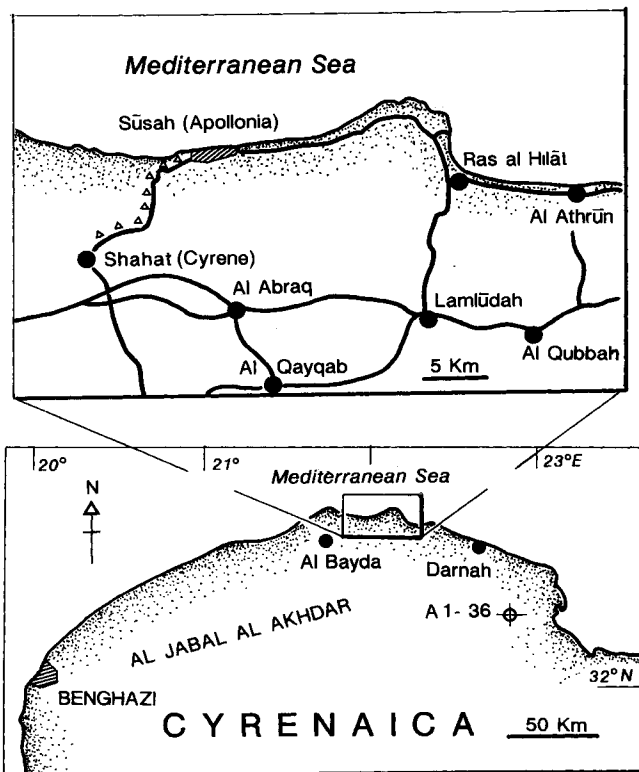 Mediterranean Sea
Sūsah (Apollonia)
Ras al Hilāl
Al Athrūn
Shahat (Cyrene)
Al Abraq
Lamlūdah
Al Qayqab
Al Qubbah
5 Km
20°
21°
23°E
Mediterranean Sea
N
Al Bayda
Darnah
A 1 - 36
AL JABAL AL AKHDAR
32°N
BENGHAZI
CYRENAICA
50 Km